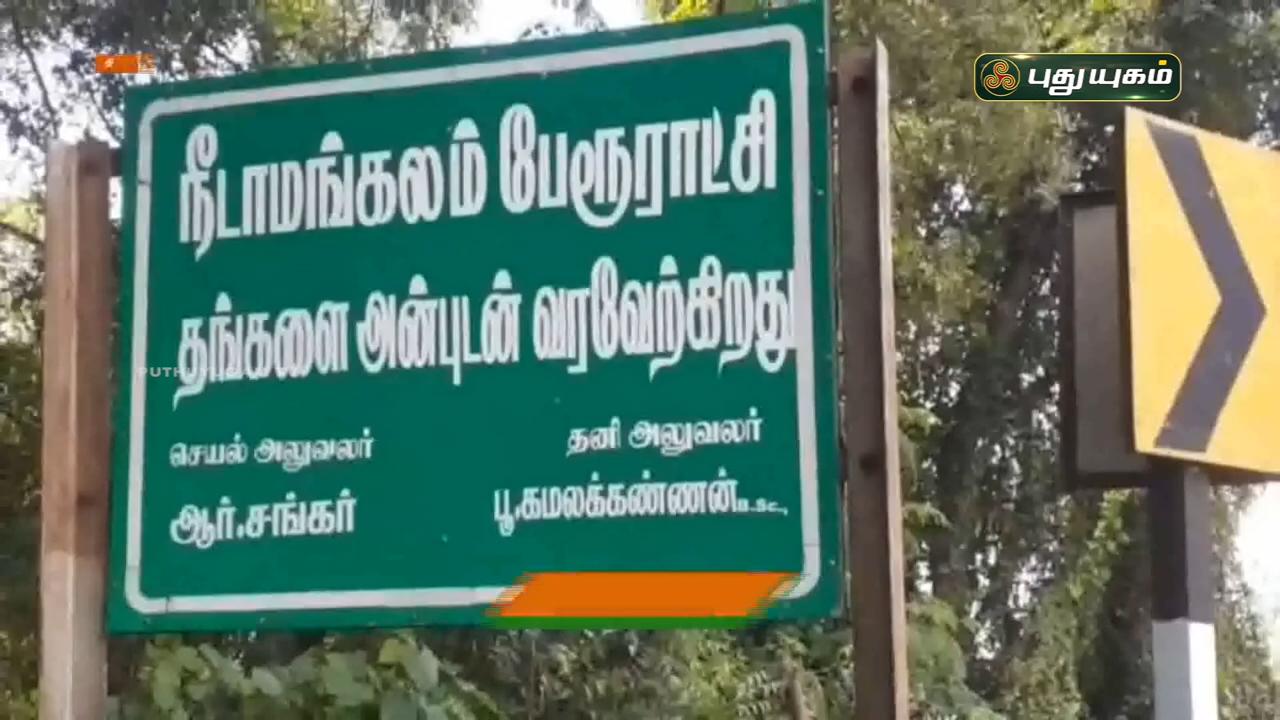 புதுயுகம்
நீடாமங்கலம் பேரூராட்சி
தங்களை அன்புடன் வரவேற்கிறது
செயல் அலுவலர்
தனி அலுவலர்
ஆர்.சங்கர்
பூ.கமலக்கண்ணன்B.Sc.,